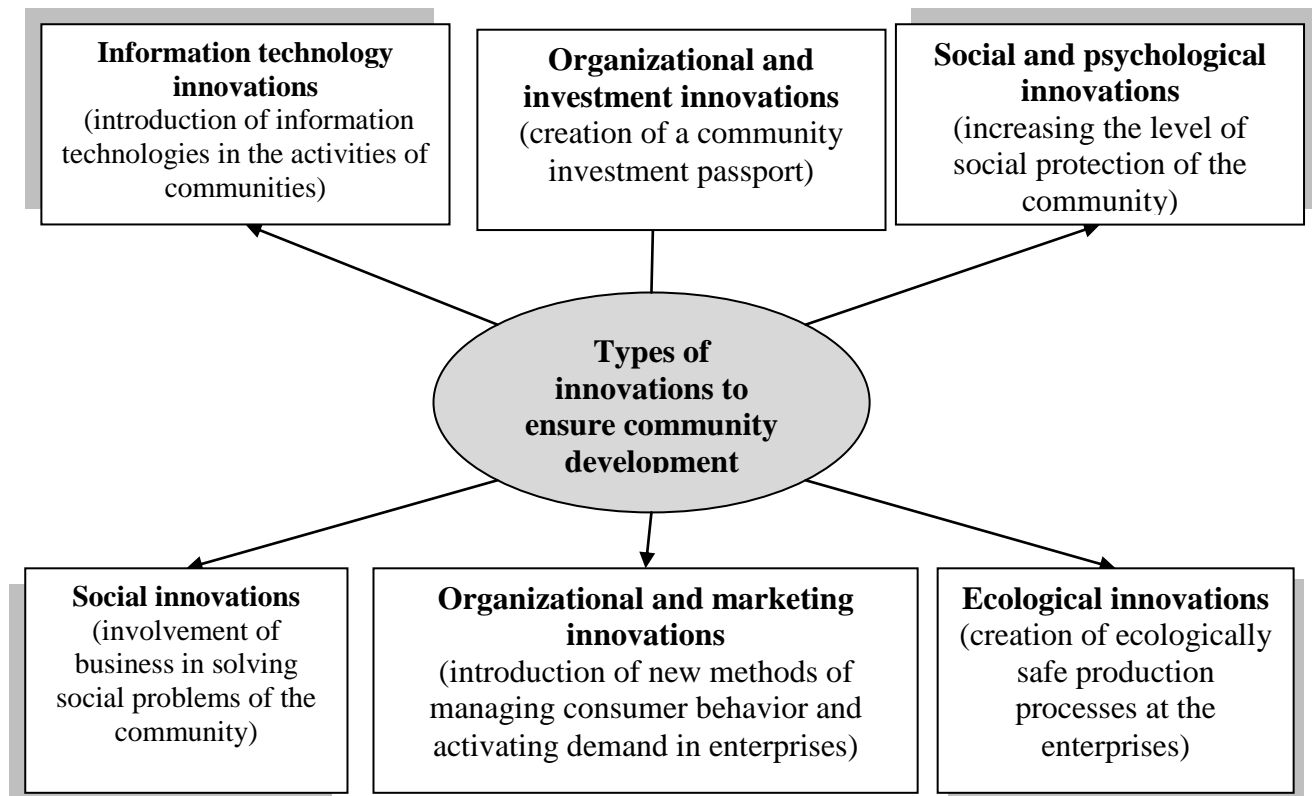 Information technology
innovations
(introduction of information
technologies in the activities of
communities)
Organizational and
investment innovations
(creation of a community
investment passport)
Social and psychological
innovations
(increasing the level of
social protection of the
community)
Types of
innovations to
ensure community
development
Social innovations
(involvement of
business in solving
social problems of the
community)
Organizational and marketing
innovations
(introduction of new methods of
managing consumer behavior and
activating demand in enterprises)
Ecological innovations
(creation of ecologically
safe production
processes at the
enterprises)